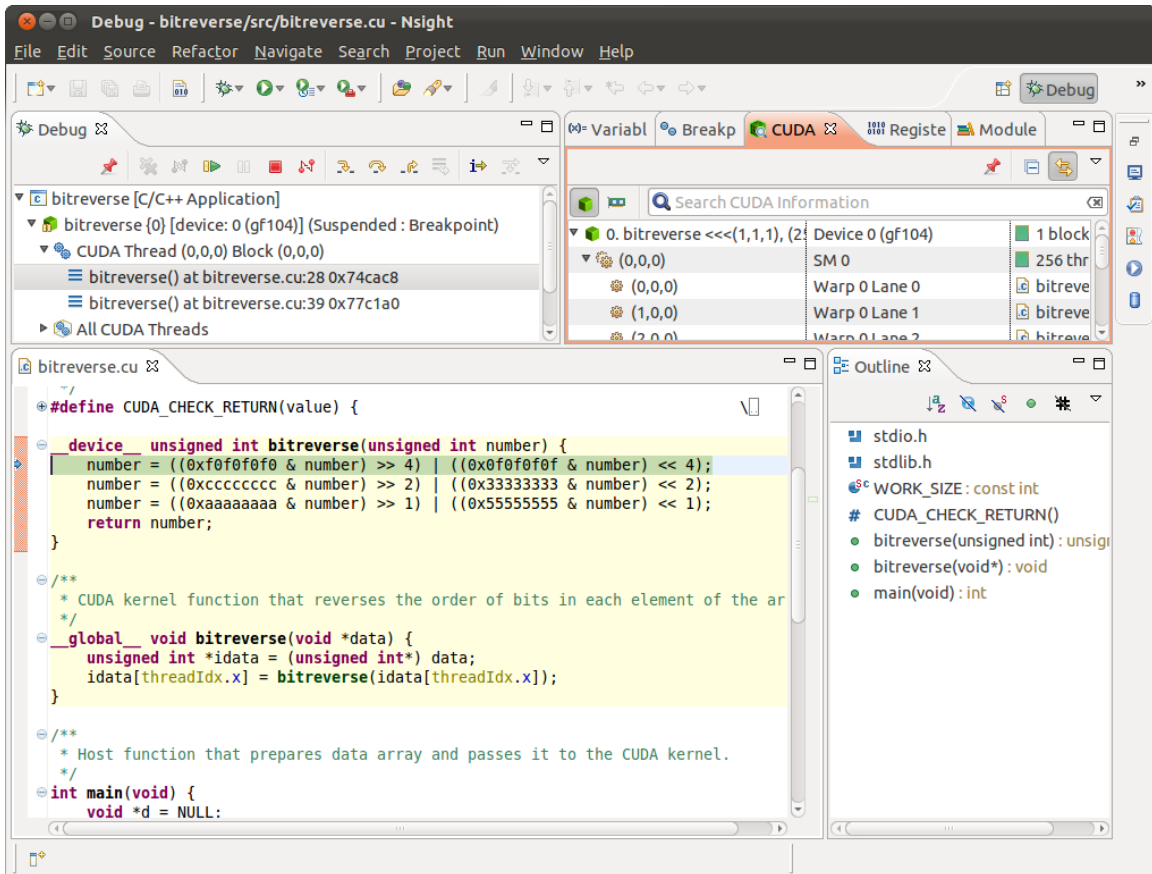 Debug - bitreverse/src/bitreverse.cu - Nsight
File Edit Source Refactor Navigate Search Project Run Window Help
Debug
Debug
bitreverse [C/C++ Application]
bitreverse {0} [device: 0 (gf104)] (Suspended : Breakpoint)
CUDA Thread (0,0,0) Block (0,0,0)
bitreverse() at bitreverse.cu:28 0x74cac8
bitreverse() at bitreverse.cu:39 0x77c1a0
All CUDA Threads
Variabl Breakp CUDA Registe Module
Search CUDA Information
0. bitreverse <<<(1,1,1), (2 Device 0 (gf104) 1 block
(0,0,0) SM 0 256 thr
(0,0,0) Warp 0 Lane 0 bitreve
(1,0,0) Warp 0 Lane 1 bitreve
(2,0,0) Warp 0 Lane 2 bitreve
bitreverse.cu
*/
#define CUDA_CHECK_RETURN(value) { \
__device__ unsigned int bitreverse(unsigned int number) {
number = ((0xf0f0f0f0 & number) >> 4) | ((0x0f0f0f0f & number) << 4);
number = ((0xcccccccc & number) >> 2) | ((0x33333333 & number) << 2);
number = ((0xaaaaaaaa & number) >> 1) | ((0x55555555 & number) << 1);
return number;
}
/**
* CUDA kernel function that reverses the order of bits in each element of the ar
*/
__global__ void bitreverse(void *data) {
unsigned int *idata = (unsigned int*) data;
idata[threadIdx.x] = bitreverse(idata[threadIdx.x]);
}
/**
* Host function that prepares data array and passes it to the CUDA kernel.
*/
int main(void) {
void *d = NULL;
Outline
stdio.h
stdlib.h
WORK_SIZE : const int
CUDA_CHECK_RETURN()
bitreverse(unsigned int) : unsig
bitreverse(void*) : void
main(void) : int